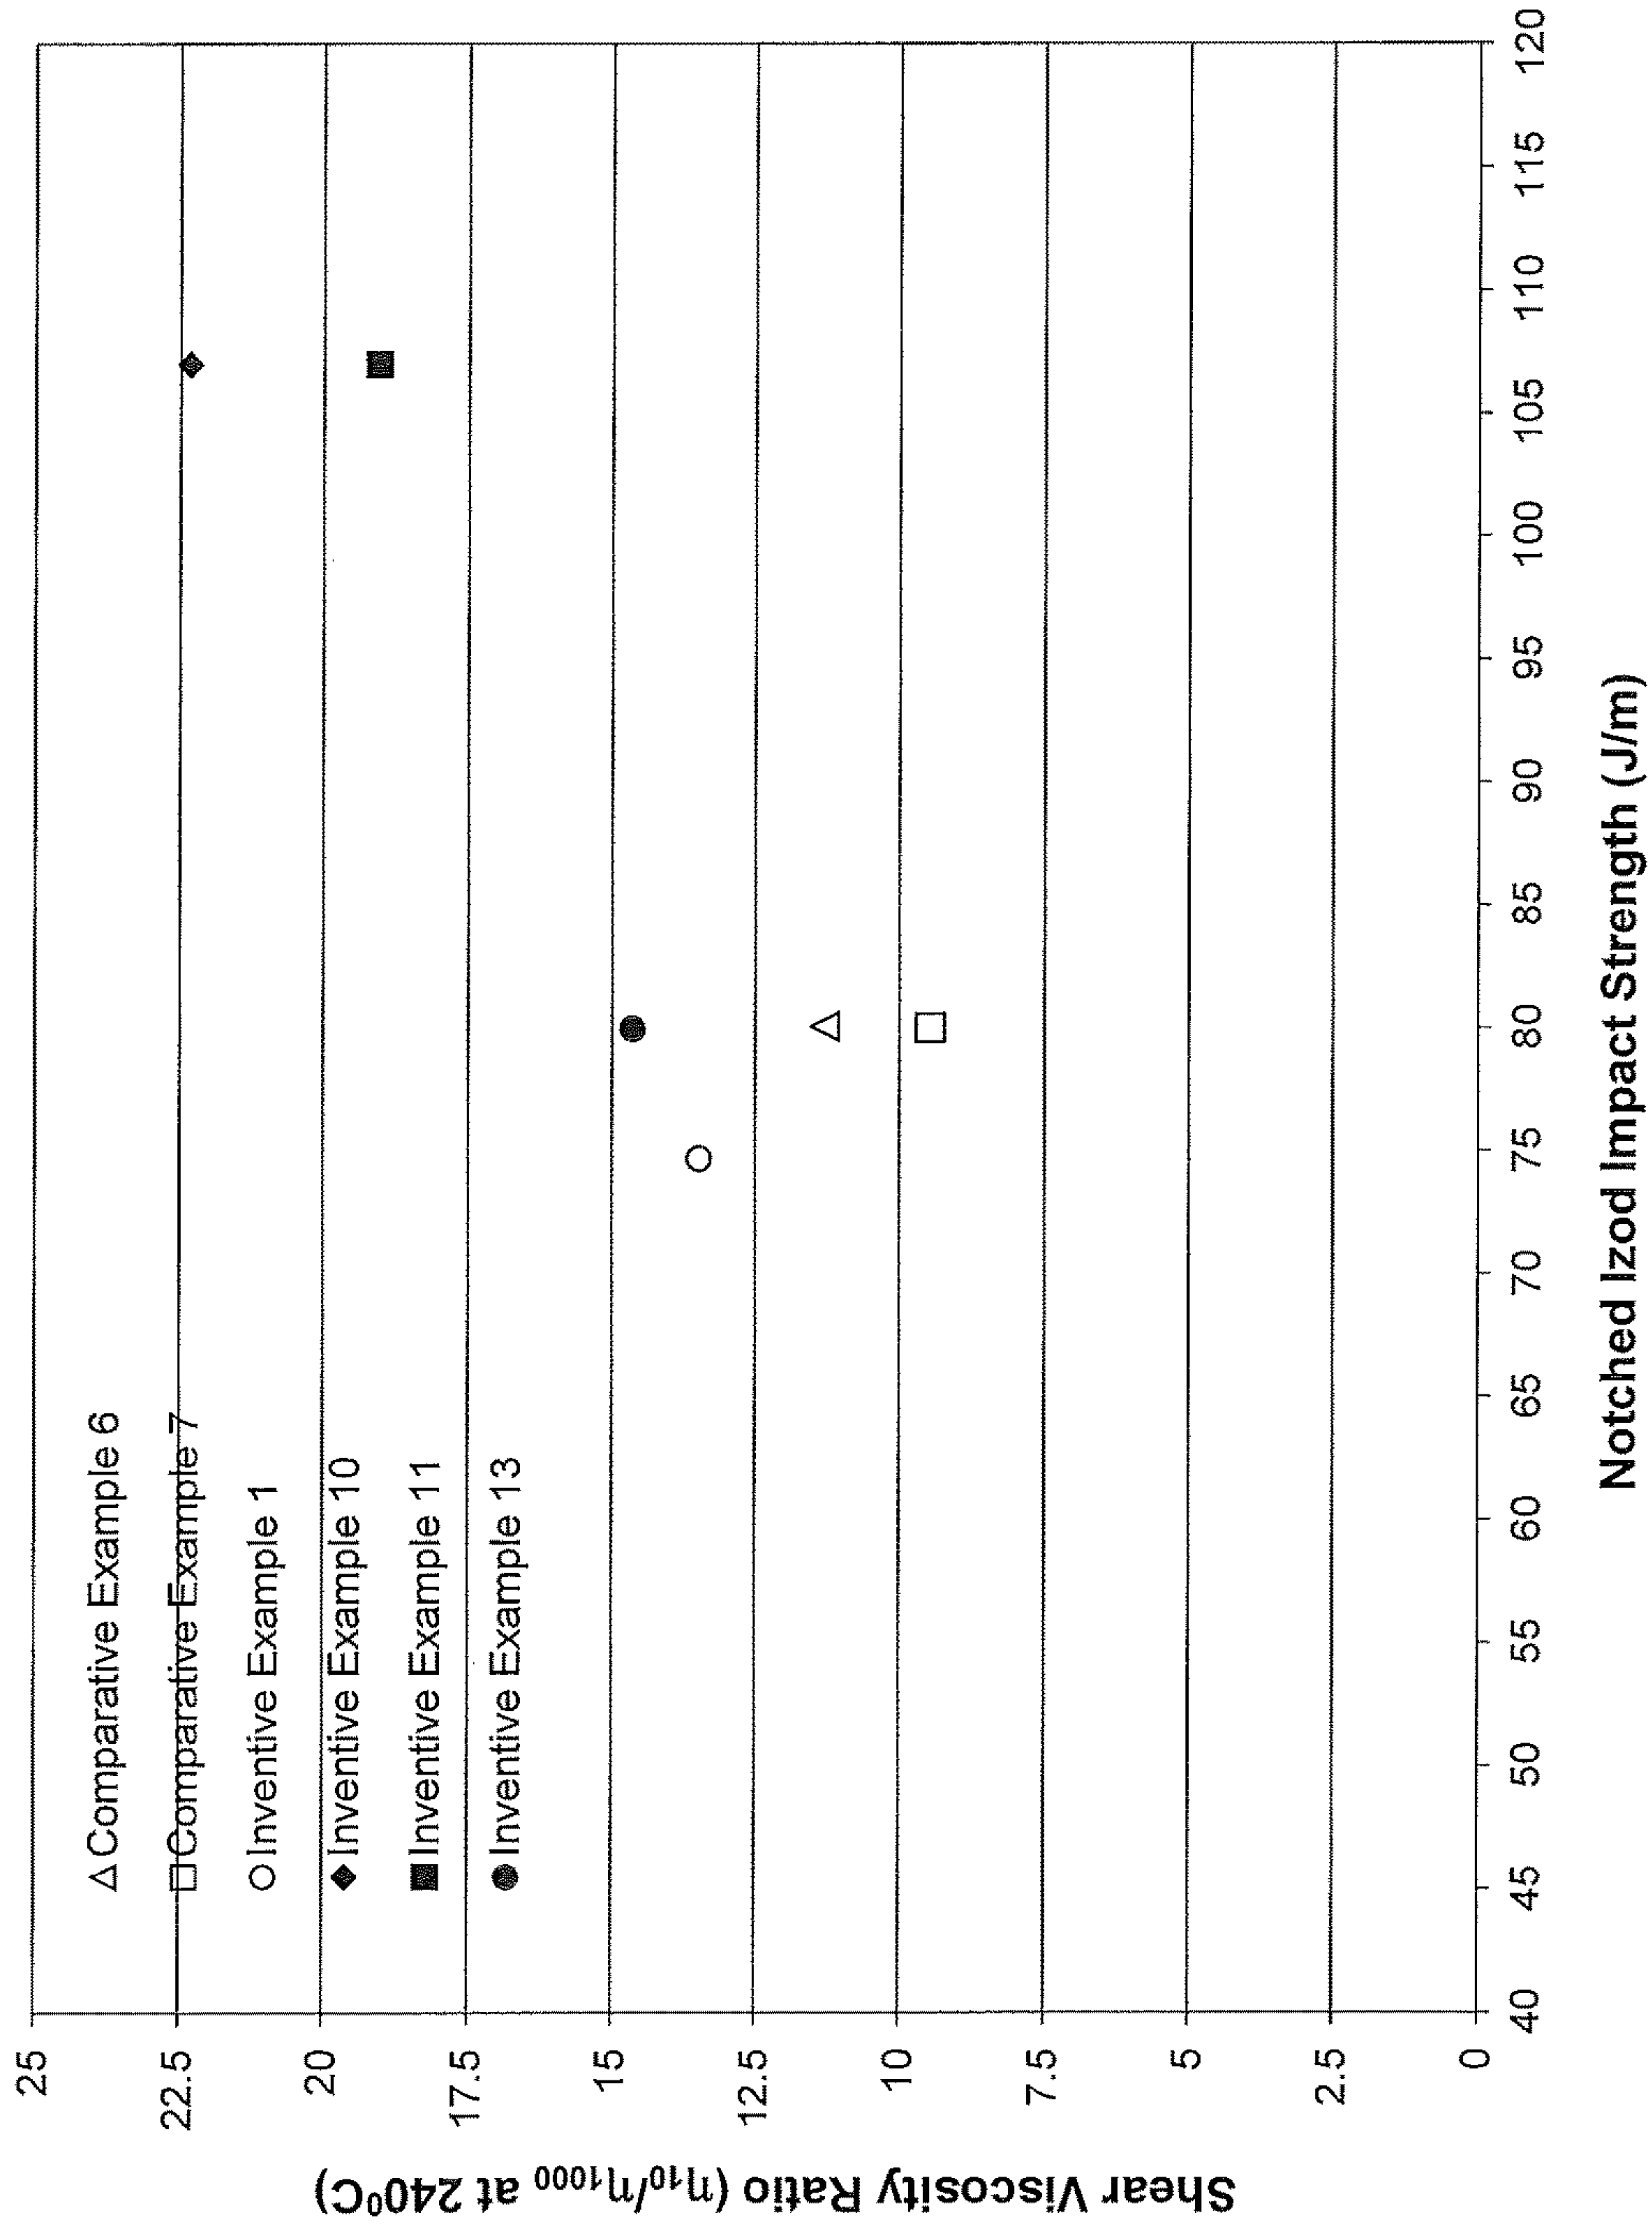 25
22.5
20
17.5
15
12.5
10
7.5
5
2.5
0
Shear Viscosity Ratio (η10/η1000 at 240⁰C)
Comparative Example 6
Comparative Example 7
Inventive Example 1
Inventive Example 10
Inventive Example 11
Inventive Example 13
40 45 50 55 60 65 70 75 80 85 90 95 100 105 110 115 120
Notched Izod Impact Strength (J/m)